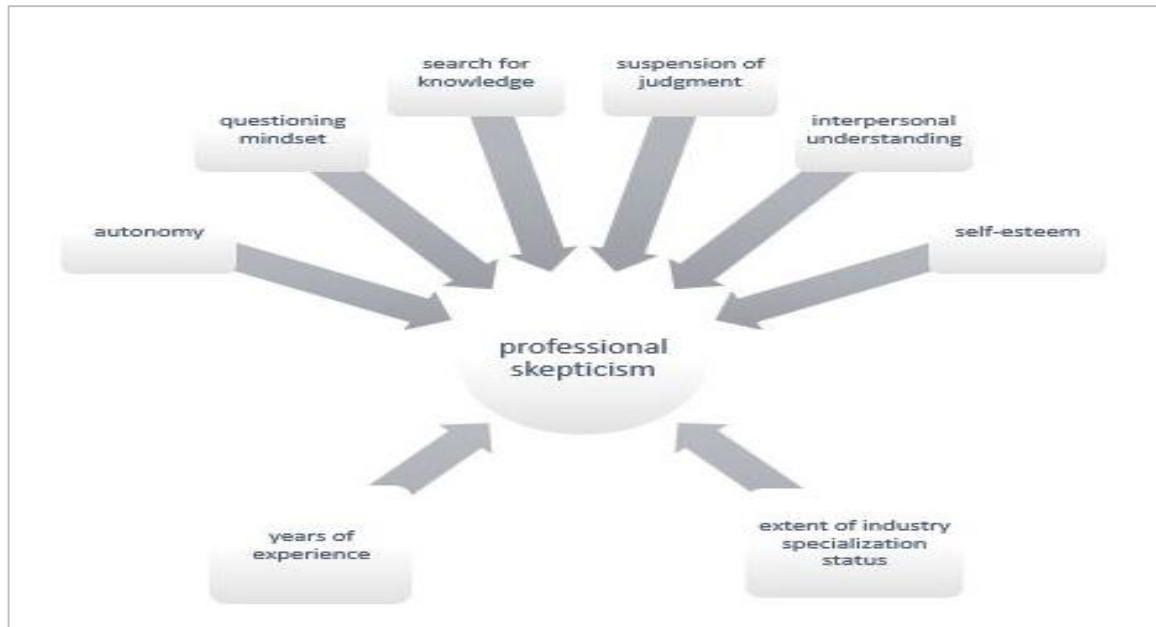 search for
knowledge
suspension of
judgment
questioning
mindset
interpersonal
understanding
autonomy
self-esteem
professional
skepticism
years of
experience
extent of industry
specialization
status